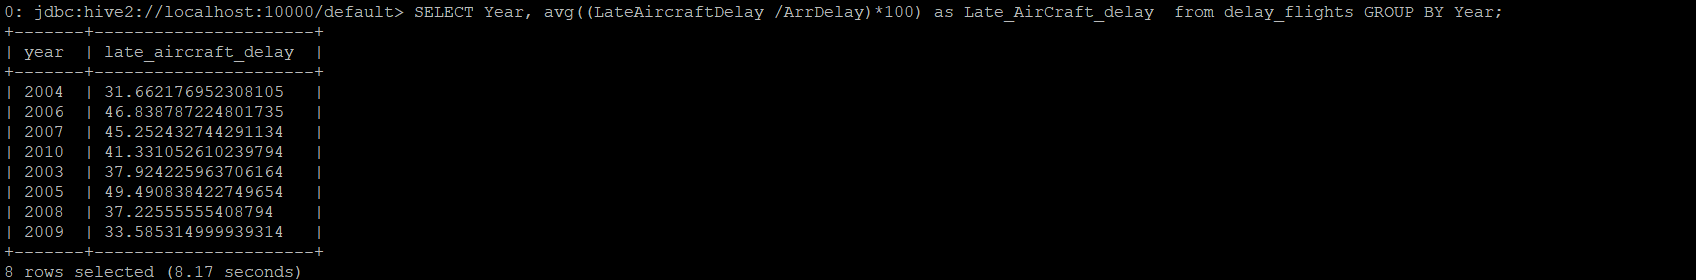 0: jdbc:hive2://localhost:10000/default> SELECT Year, avg((LateAircraftDelay /ArrDelay)*100) as Late_AirCraft_delay  from delay_flights GROUP BY Year;
+-------+----------------------+
| year  | late_aircraft_delay  |
+-------+----------------------+
| 2004  | 31.662176952308105   |
| 2006  | 46.838787224801735   |
| 2007  | 45.252432744291134   |
| 2010  | 41.331052610239794   |
| 2003  | 37.924225963706164   |
| 2005  | 49.490838422749654   |
| 2008  | 37.22555555408794    |
| 2009  | 33.585314999939314   |
+-------+----------------------+
8 rows selected (8.17 seconds)